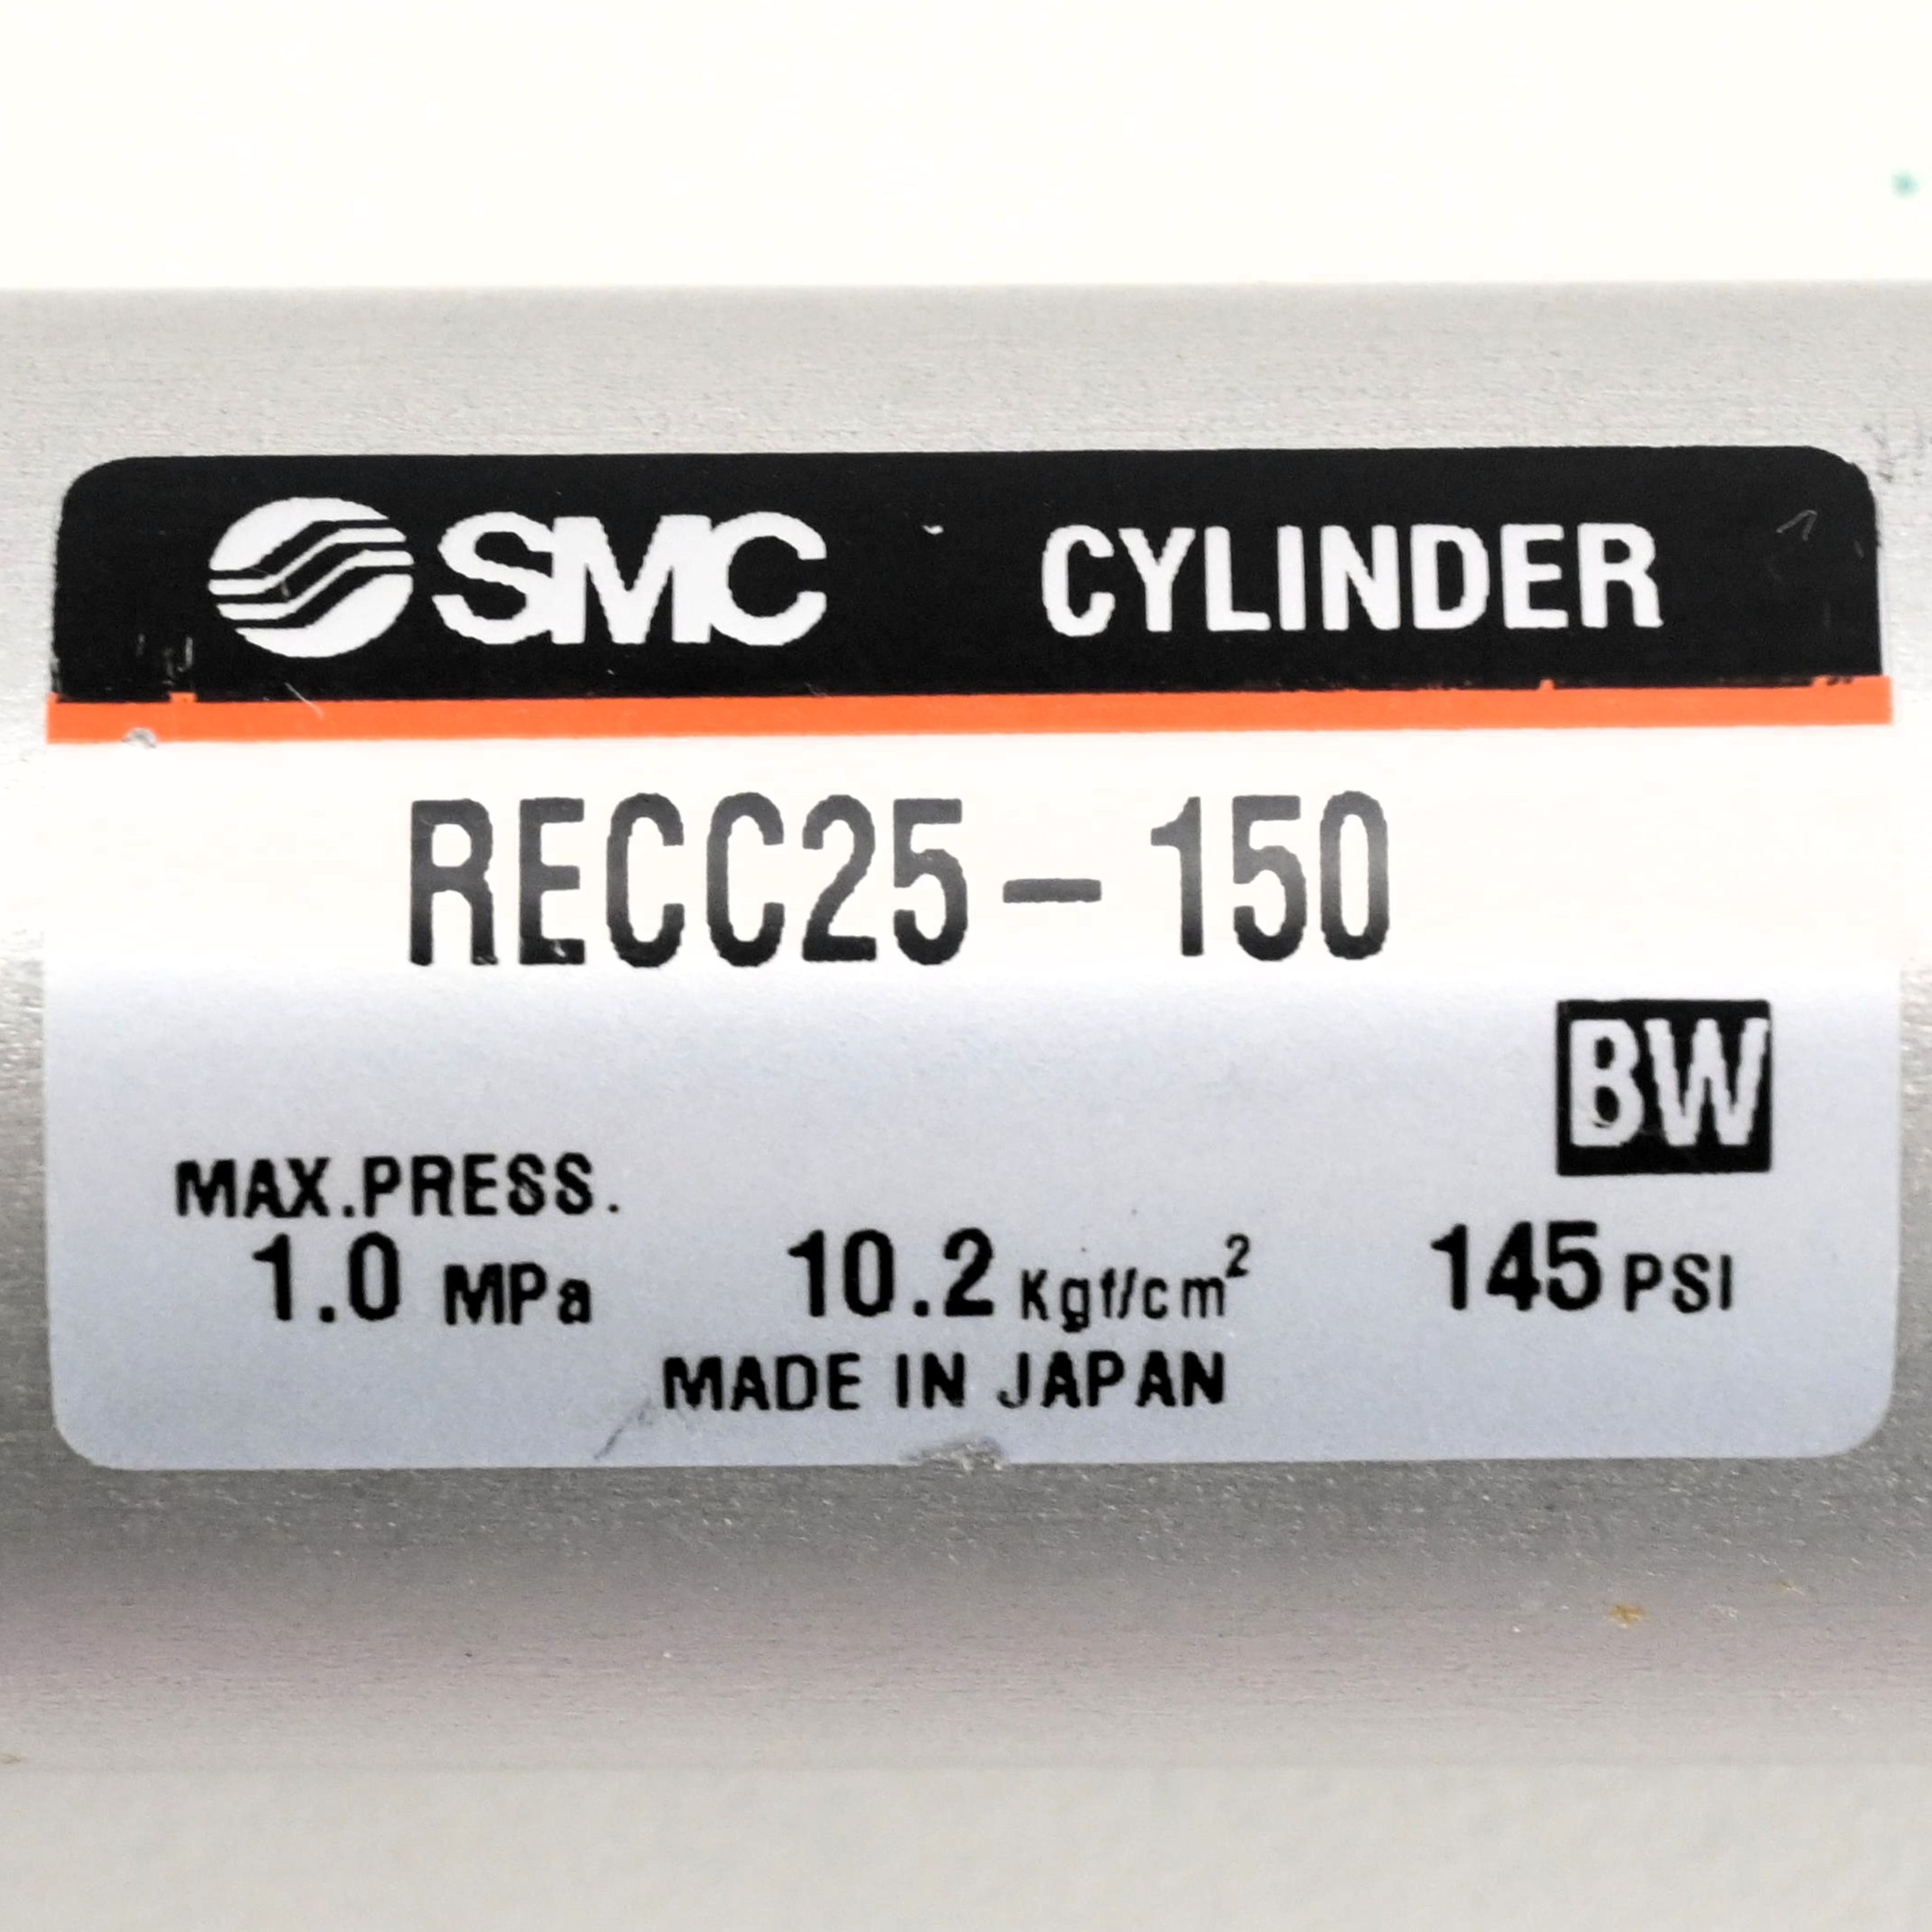 SMC CYLINDER
RECC25-150
BW
MAX.PRESS.
1.0 MPa 10.2 Kgf/cm² 145 PSI
MADE IN JAPAN